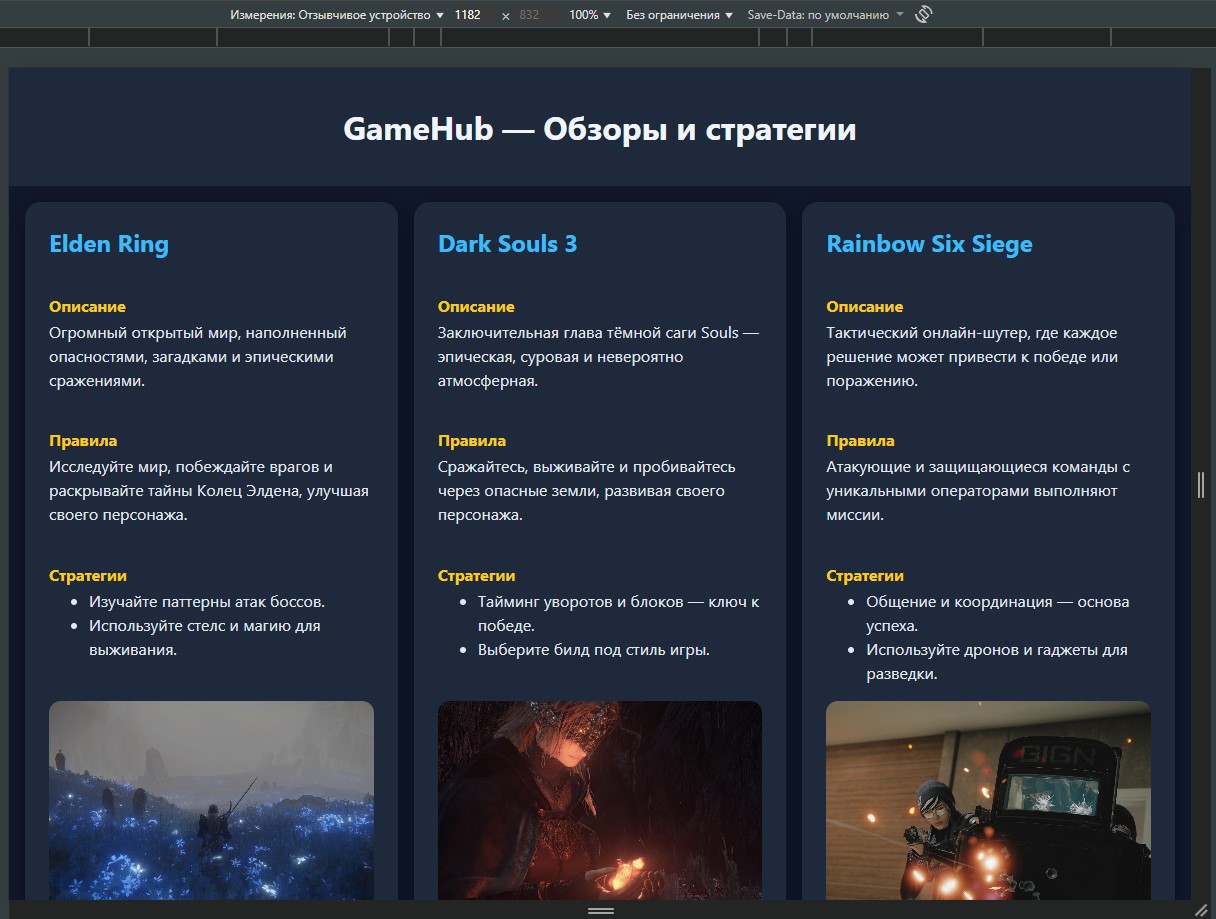 Измерения: Отзывчивое устройство ▼ 1182 × 832 100% ▼ Без ограничения ▼ Save-Data: по умолчанию
GameHub — Обзоры и стратегии
Elden Ring
Описание
Огромный открытый мир, наполненный
опасностями, загадками и эпическими
сражениями.
Правила
Исследуйте мир, побеждайте врагов и
раскрывайте тайны Колец Элдена, улучшая
своего персонажа.
Стратегии
• Изучайте паттерны атак боссов.
• Используйте стелс и магию для
выживания.
Dark Souls 3
Описание
Заключительная глава тёмной саги Souls —
эпическая, суровая и невероятно
атмосферная.
Правила
Сражайтесь, выживайте и пробивайтесь
через опасные земли, развивая своего
персонажа.
Стратегии
• Тайминг уворотов и блоков — ключ к
победе.
• Выберите билд под стиль игры.
Rainbow Six Siege
Описание
Тактический онлайн-шутер, где каждое
решение может привести к победе или
поражению.
Правила
Атакующие и защищающиеся команды с
уникальными операторами выполняют
миссии.
Стратегии
• Общение и координация — основа
успеха.
• Используйте дронов и гаджеты для
разведки.
GIGN